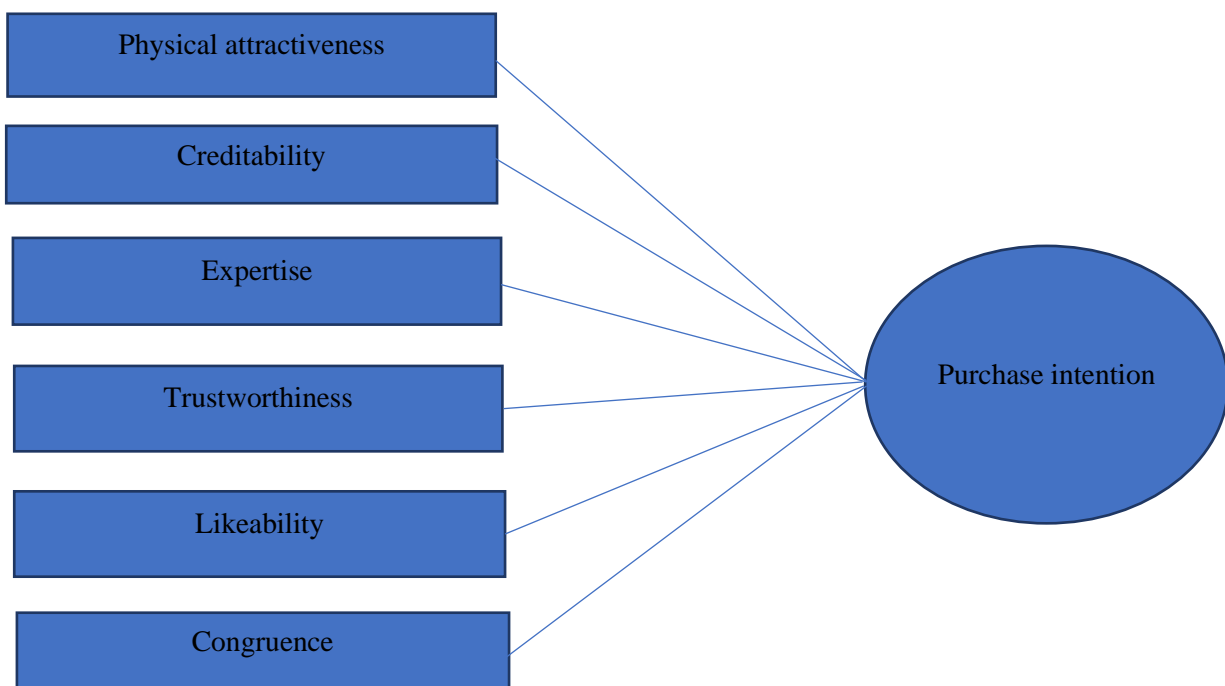 Physical attractiveness
Creditability
Expertise
Trustworthiness
Likeability
Congruence
Purchase intention